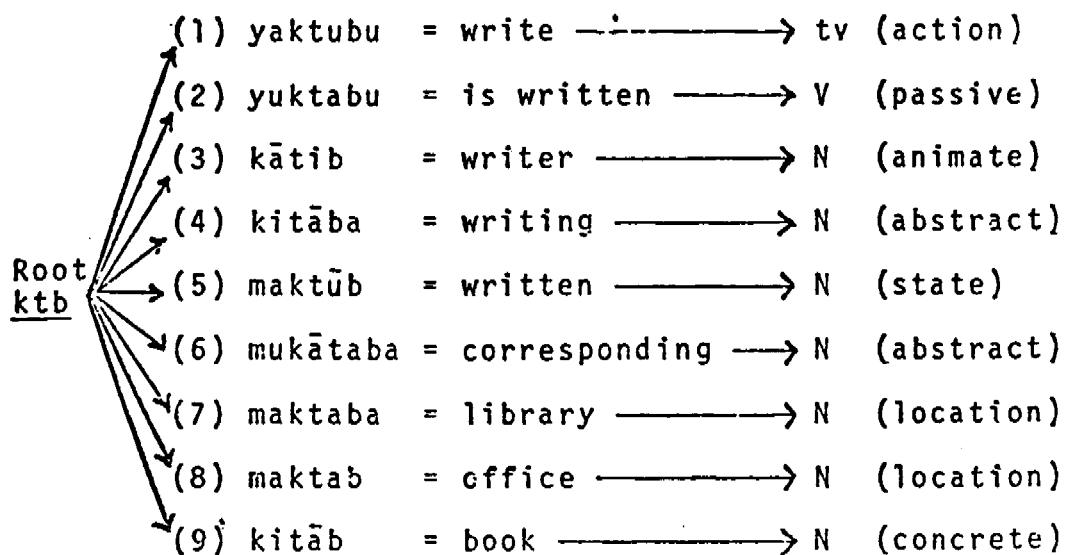 (1) yaktubu = write → tv (action)
(2) yuktabu = is written → V (passive)
(3) kātib = writer → N (animate)
(4) kitāba = writing → N (abstract)
Root
ktb
(5) maktūb = written → N (state)
(6) mukātaba = corresponding → N (abstract)
(7) maktaba = library → N (location)
(8) maktab = office → N (location)
(9) kitāb = book → N (concrete)